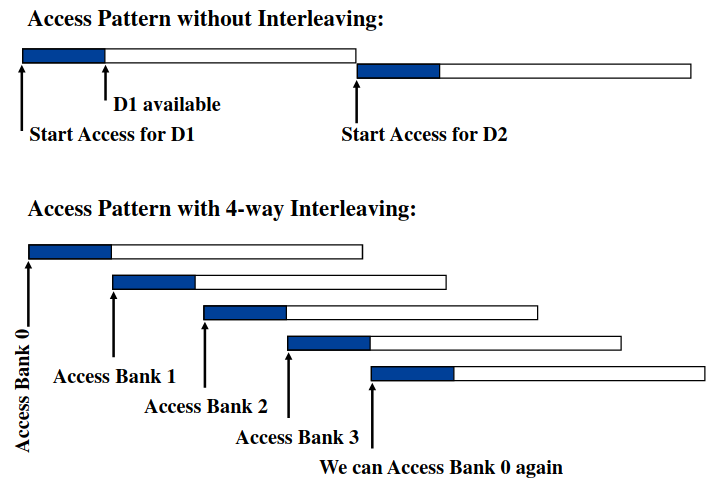 Access Pattern without Interleaving:
D1 available
Start Access for D1
Start Access for D2
Access Pattern with 4-way Interleaving:
Access Bank 0
Access Bank 1
Access Bank 2
Access Bank 3
We can Access Bank 0 again